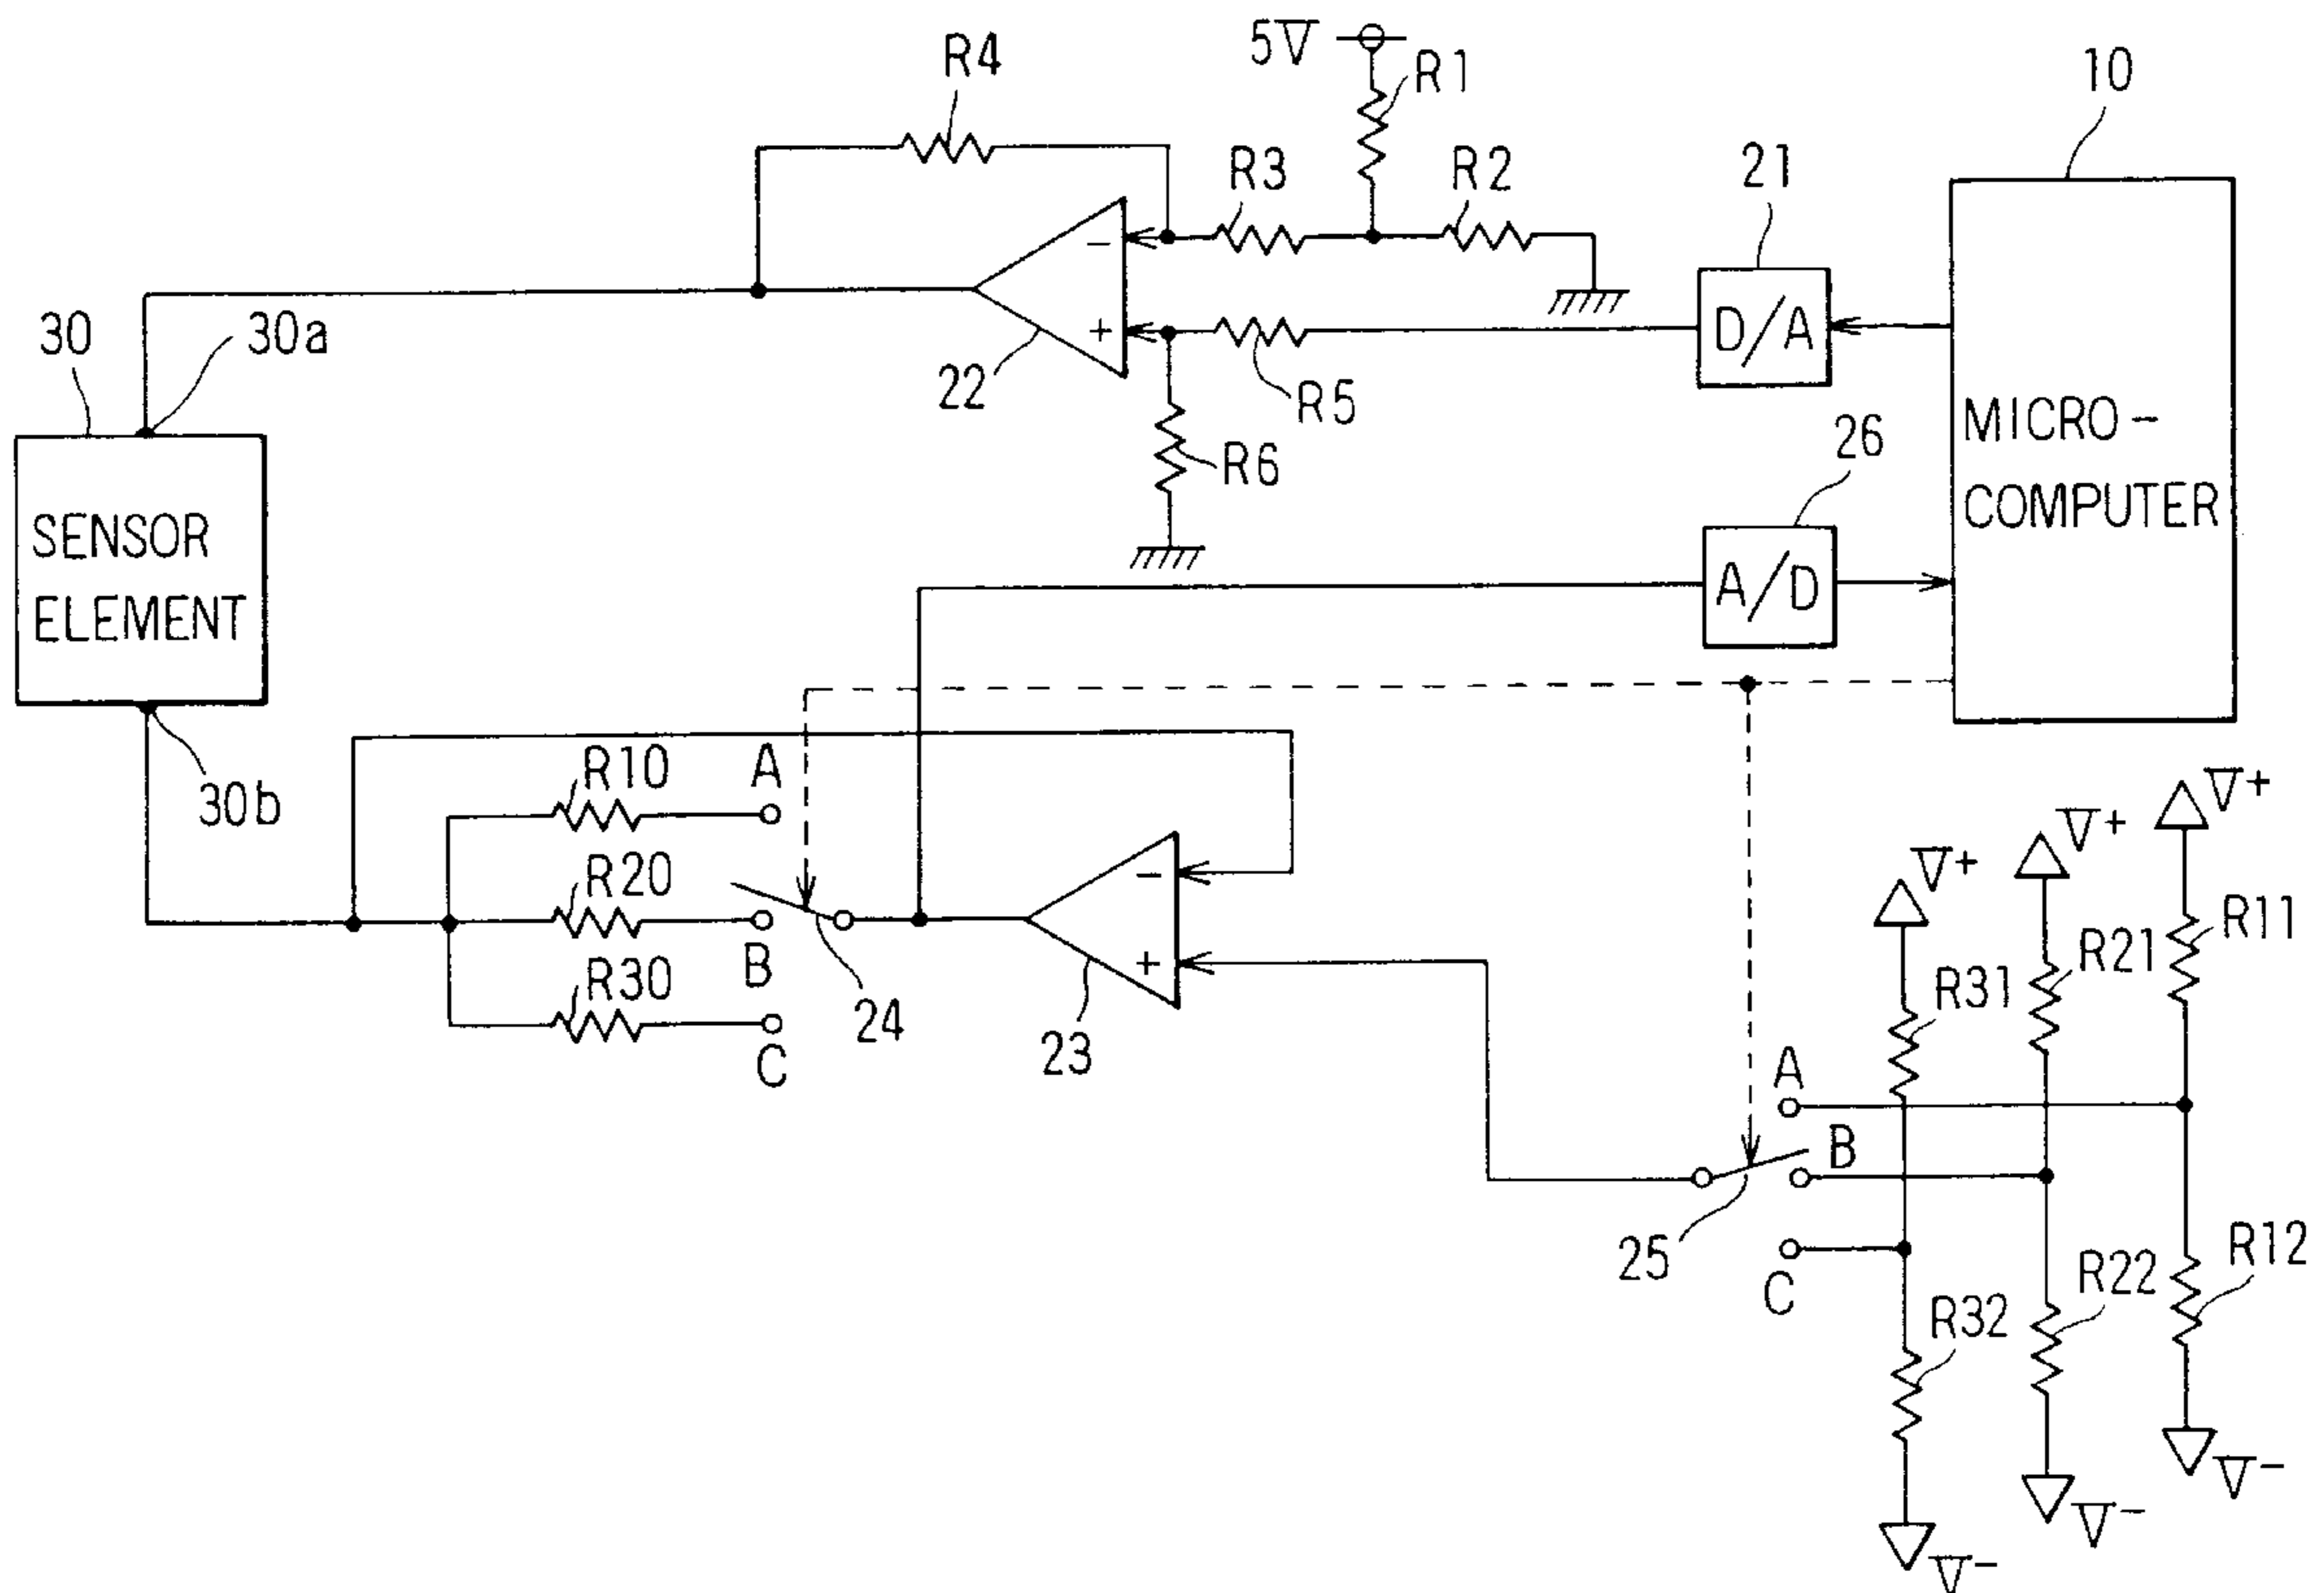 R4
5V
R1
10
R3
R2
21
-
+
22
R5
D/A
30
30a
R6
26
MICRO-
COMPUTER
SENSOR
ELEMENT
A/D
30b
R10
A
R20
B
R30
C
24
-
+
23
V+
V+
V+
R11
R21
R31
A
B
C
25
R12
R22
R32
V-
V-
V-